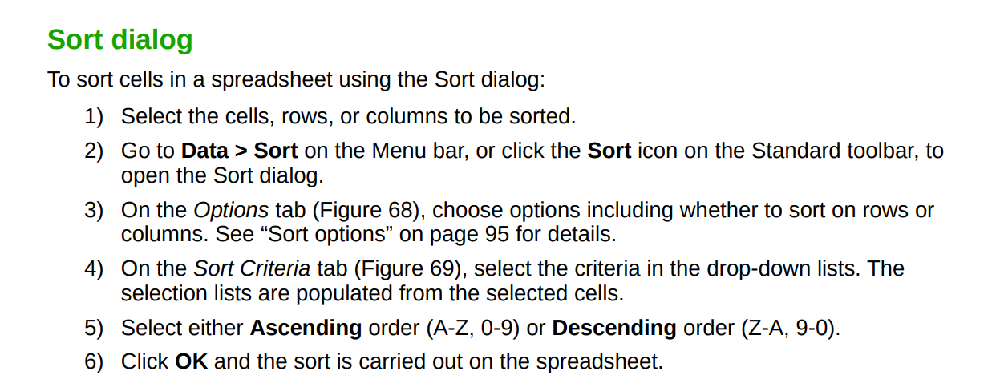 Sort dialog
To sort cells in a spreadsheet using the Sort dialog:
1) Select the cells, rows, or columns to be sorted.
2) Go to Data > Sort on the Menu bar, or click the Sort icon on the Standard toolbar, to
open the Sort dialog.
3) On the Options tab (Figure 68), choose options including whether to sort on rows or
columns. See “Sort options” on page 95 for details.
4) On the Sort Criteria tab (Figure 69), select the criteria in the drop-down lists. The
selection lists are populated from the selected cells.
5) Select either Ascending order (A-Z, 0-9) or Descending order (Z-A, 9-0).
6) Click OK and the sort is carried out on the spreadsheet.